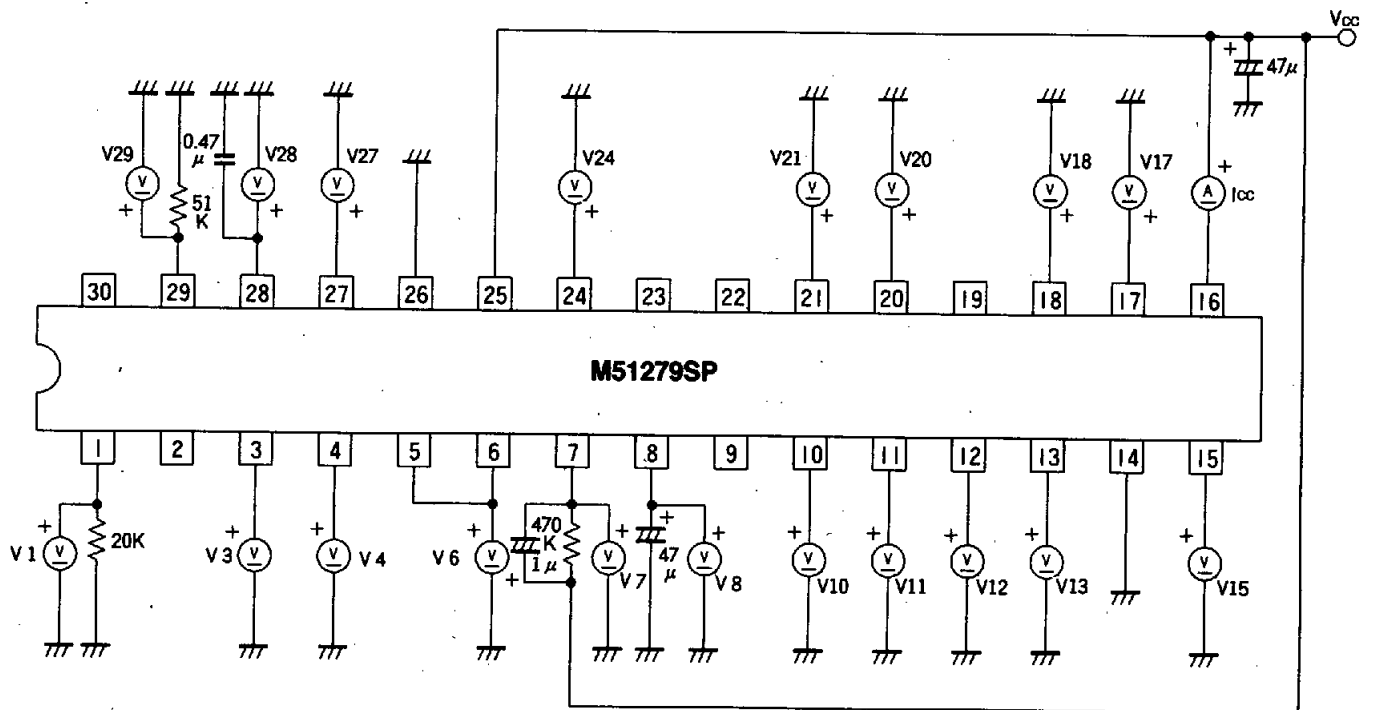 Vcc
+
47μ
V29
+
51
K
0.47
μ
V28
+
V27
+
V24
+
V21
+
V20
+
V18
+
V17
+
+
A
Icc
30 29 28 27 26 25 24 23 22 21 20 19 18 17 16
M51279SP
1 2 3 4 5 6 7 8 9 10 11 12 13 14 15
+
V1
20K
+
V3
+
V4
+
V6
470
K
1μ
+
V7
+
47
μ
+
V8
+
V10
+
V11
+
V12
+
V13
+
V15